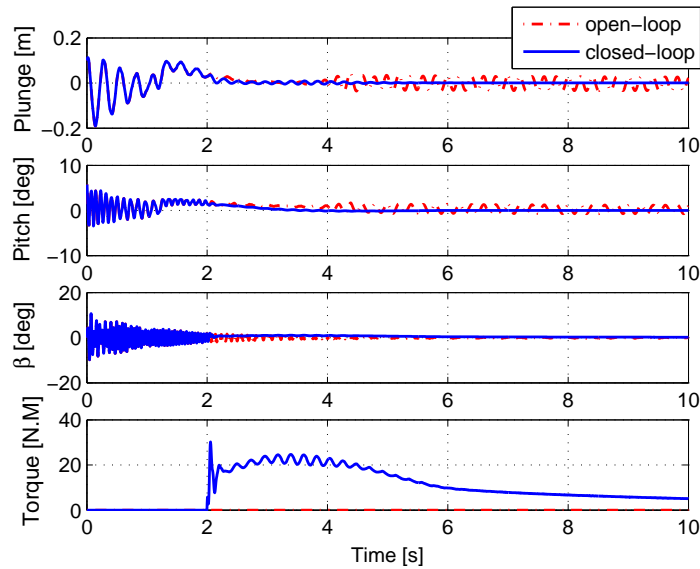 open−loop
closed−loop
Plunge [m]
0.2
0
−0.2
0 2 4 6 8 10
Pitch [deg]
10
0
−10
0 2 4 6 8 10
β [deg]
20
0
−20
0 2 4 6 8 10
Torque [N.M]
40
20
0
0 2 4 6 8 10
Time [s]